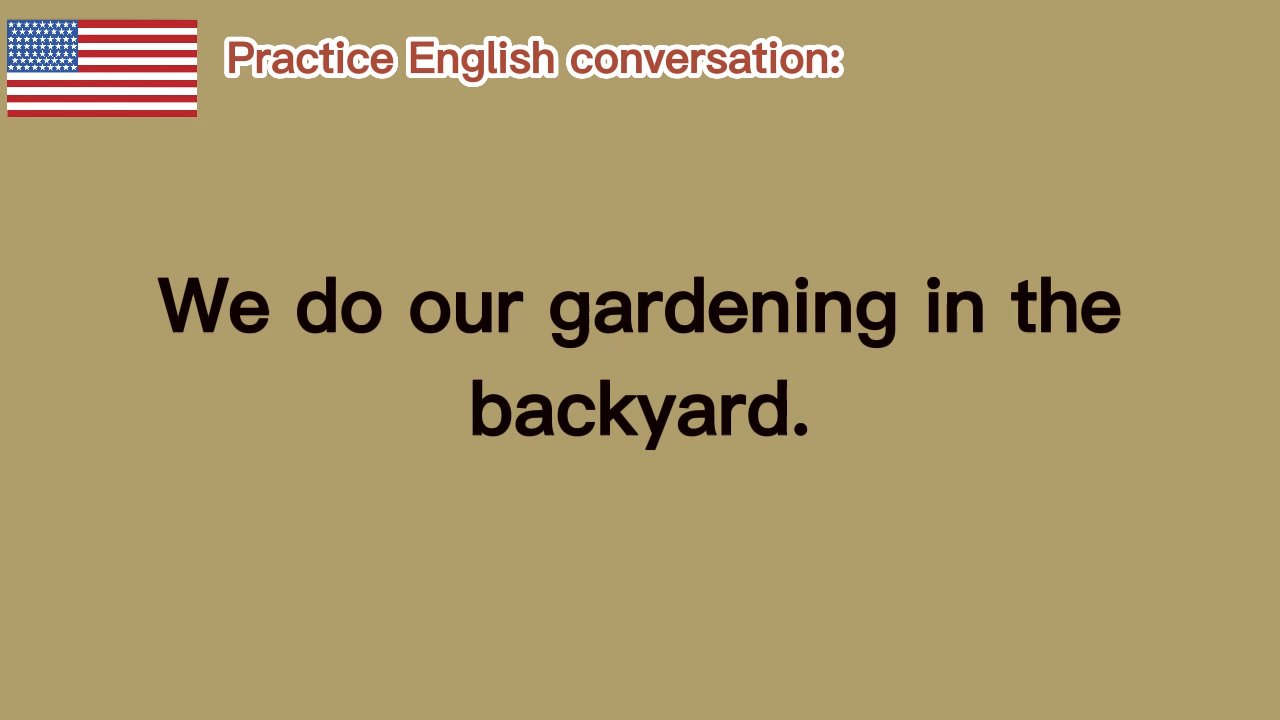 Practice English conversation:
We do our gardening in the
backyard.